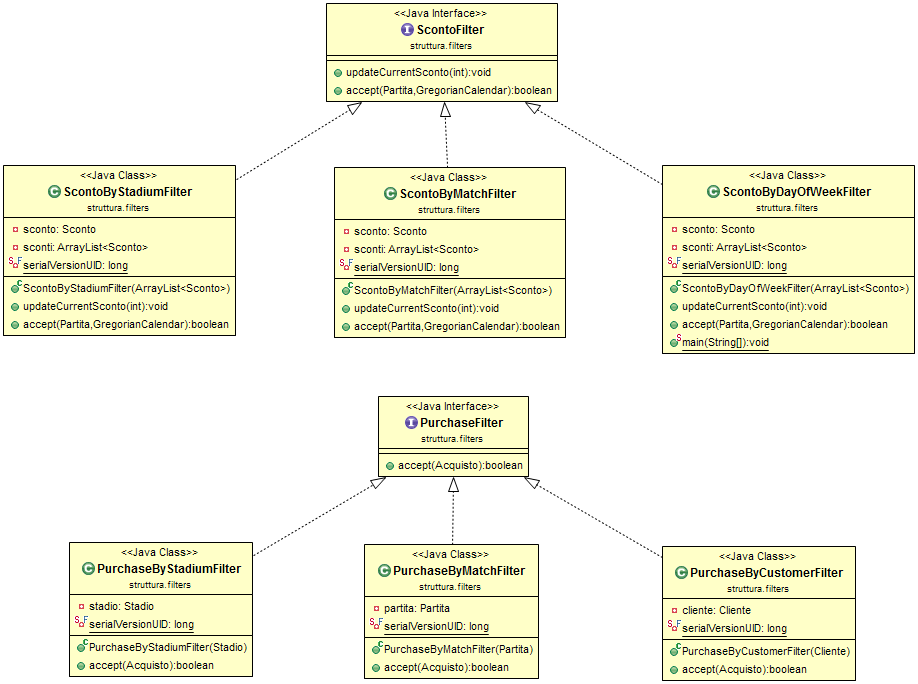 <<Java Interface>>
ScontoFilter
struttura.filters
updateCurrentSconto(int):void
accept(Partita,GregorianCalendar):boolean
<<Java Class>>
ScontoByStadiumFilter
struttura.filters
sconto: Sconto
sconti: ArrayList<Sconto>
serialVersionUID: long
ScontoByStadiumFilter(ArrayList<Sconto>)
updateCurrentSconto(int):void
accept(Partita,GregorianCalendar):boolean
<<Java Class>>
ScontoByMatchFilter
struttura.filters
sconto: Sconto
sconti: ArrayList<Sconto>
serialVersionUID: long
ScontoByMatchFilter(ArrayList<Sconto>)
updateCurrentSconto(int):void
accept(Partita,GregorianCalendar):boolean
<<Java Class>>
ScontoByDayOfWeekFilter
struttura.filters
sconto: Sconto
sconti: ArrayList<Sconto>
serialVersionUID: long
ScontoByDayOfWeekFilter(ArrayList<Sconto>)
updateCurrentSconto(int):void
accept(Partita,GregorianCalendar):boolean
main(String[]):void
<<Java Interface>>
PurchaseFilter
struttura.filters
accept(Acquisto):boolean
<<Java Class>>
PurchaseByStadiumFilter
struttura.filters
stadio: Stadio
serialVersionUID: long
PurchaseByStadiumFilter(Stadio)
accept(Acquisto):boolean
<<Java Class>>
PurchaseByMatchFilter
struttura.filters
partita: Partita
serialVersionUID: long
PurchaseByMatchFilter(Partita)
accept(Acquisto):boolean
<<Java Class>>
PurchaseByCustomerFilter
struttura.filters
cliente: Cliente
serialVersionUID: long
PurchaseByCustomerFilter(Cliente)
accept(Acquisto):boolean